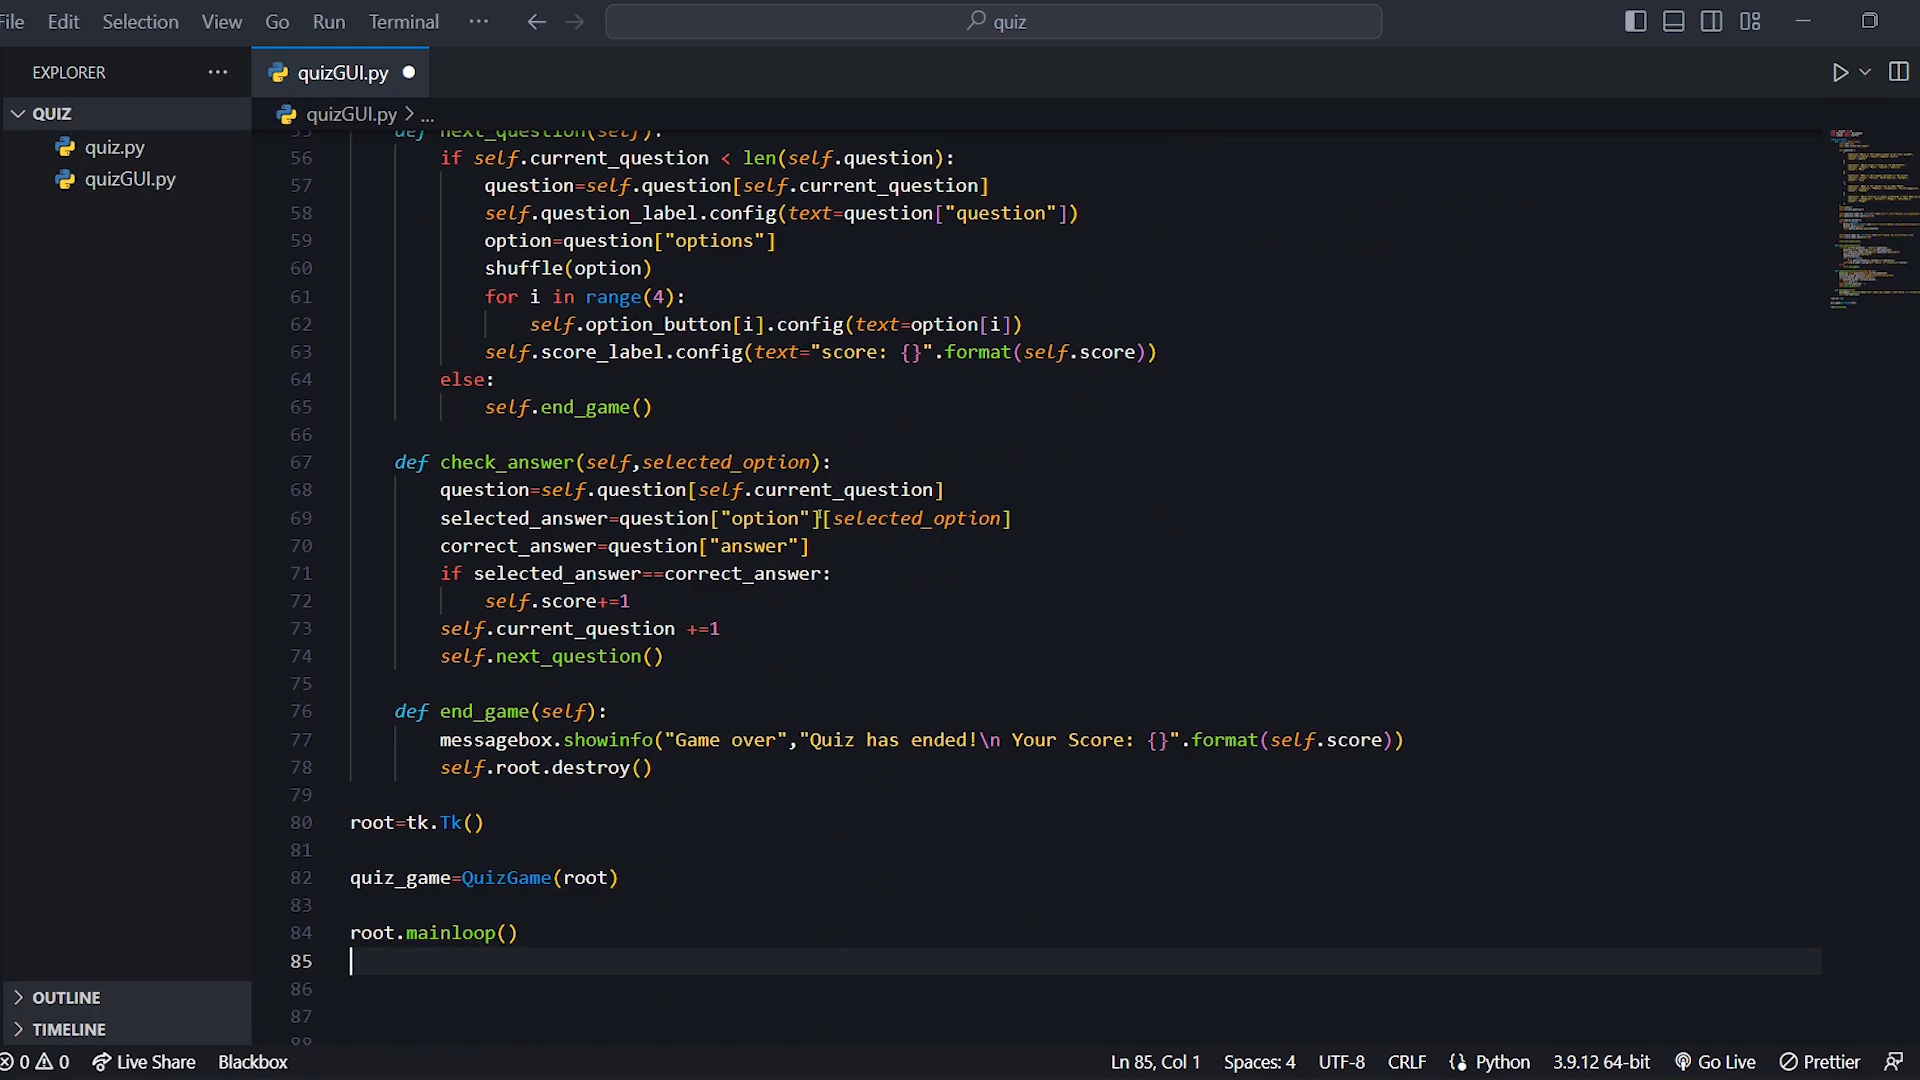 File Edit Selection View Go Run Terminal ··· quiz
EXPLORER ···
QUIZ
quiz.py
quizGUI.py
OUTLINE
TIMELINE
quizGUI.py
quizGUI.py > ...
55 def next_question(self):
56 if self.current_question < len(self.question):
57 question=self.question[self.current_question]
58 self.question_label.config(text=question["question"])
59 option=question["options"]
60 shuffle(option)
61 for i in range(4):
62 self.option_button[i].config(text=option[i])
63 self.score_label.config(text="score: {}".format(self.score))
64 else:
65 self.end_game()
66
67 def check_answer(self,selected_option):
68 question=self.question[self.current_question]
69 selected_answer=question["option"][selected_option]
70 correct_answer=question["answer"]
71 if selected_answer==correct_answer:
72 self.score+=1
73 self.current_question +=1
74 self.next_question()
75
76 def end_game(self):
77 messagebox.showinfo("Game over","Quiz has ended!\n Your Score: {}".format(self.score))
78 self.root.destroy()
79
80 root=tk.Tk()
81
82 quiz_game=QuizGame(root)
83
84 root.mainloop()
85
86
87
88
0 0 Live Share Blackbox Ln 85, Col 1 Spaces: 4 UTF-8 CRLF Python 3.9.12 64-bit Go Live Prettier